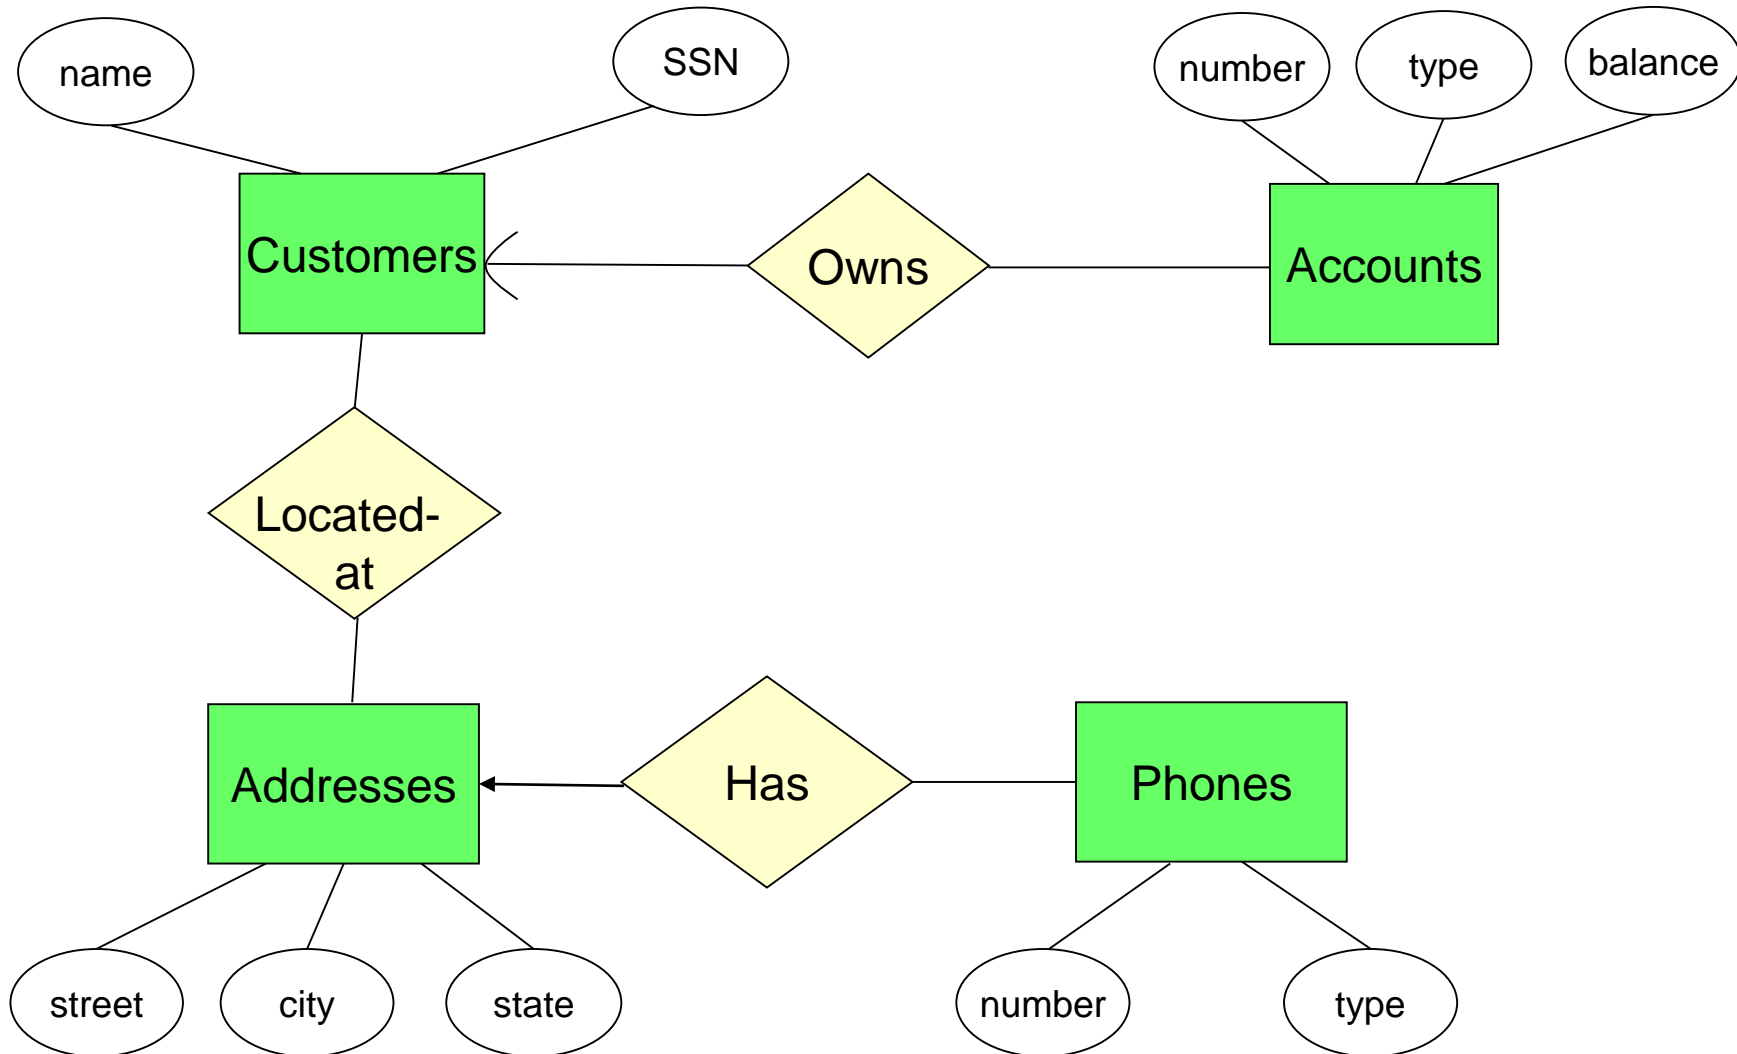 name
SSN
number
type
balance
Customers
Owns
Accounts
Located-
at
Addresses
Has
Phones
street
city
state
number
type